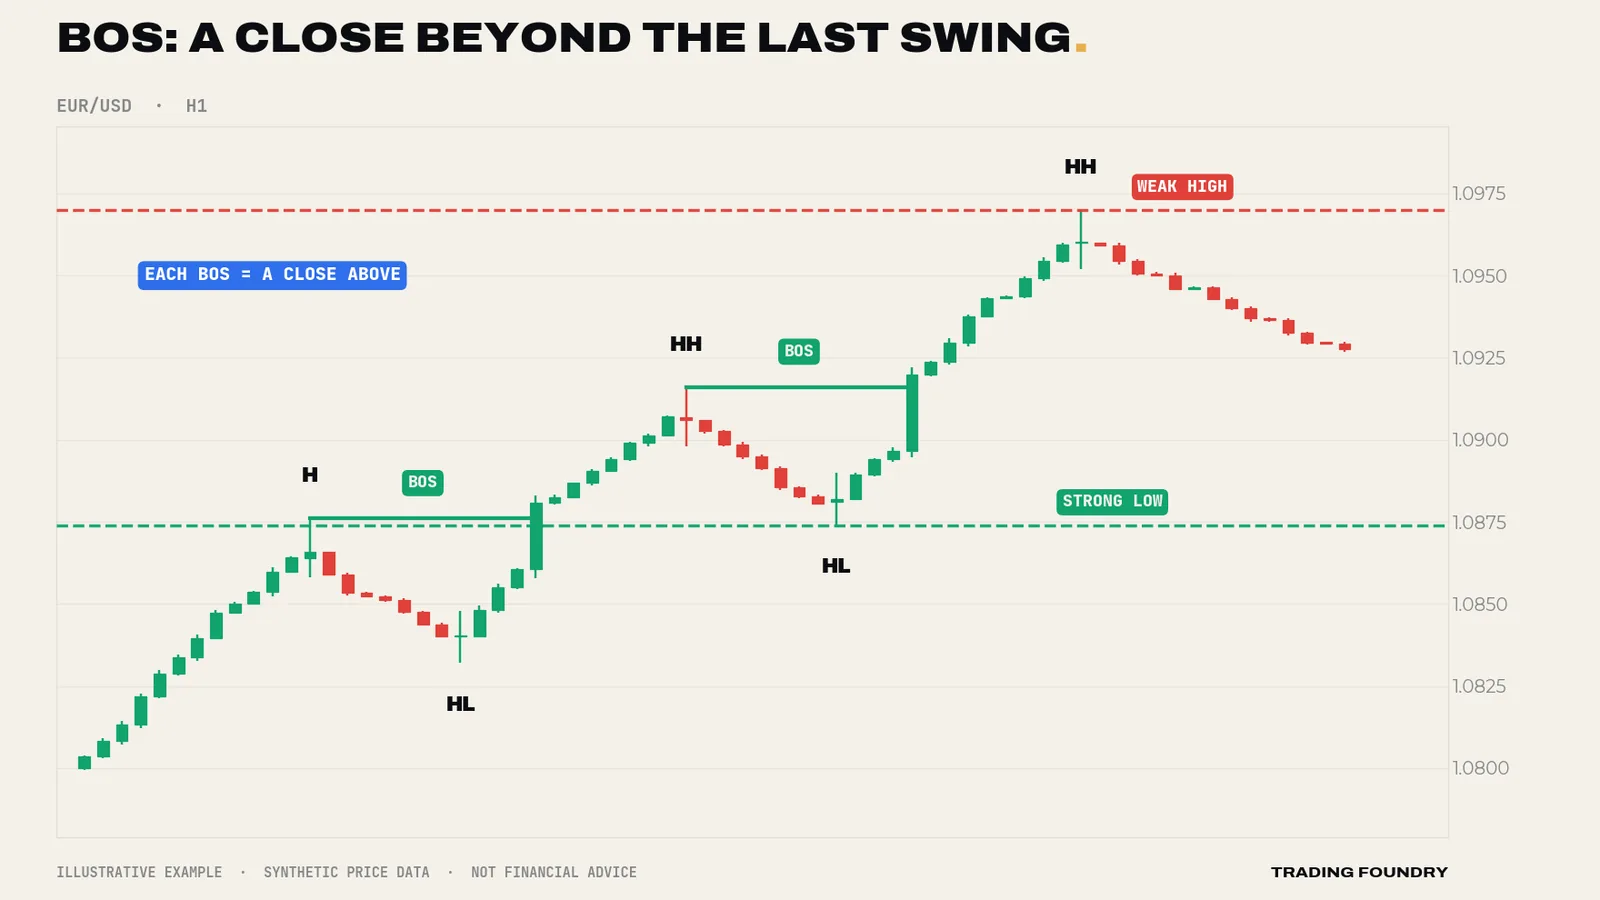 BOS: A CLOSE BEYOND THE LAST SWING.
EUR/USD · H1
HH
WEAK HIGH
1.0975
EACH BOS = A CLOSE ABOVE
1.0950
HH
BOS
1.0925
1.0900
H
BOS
STRONG LOW
1.0875
HL
1.0850
HL
1.0825
1.0800
ILLUSTRATIVE EXAMPLE · SYNTHETIC PRICE DATA · NOT FINANCIAL ADVICE
TRADING FOUNDRY